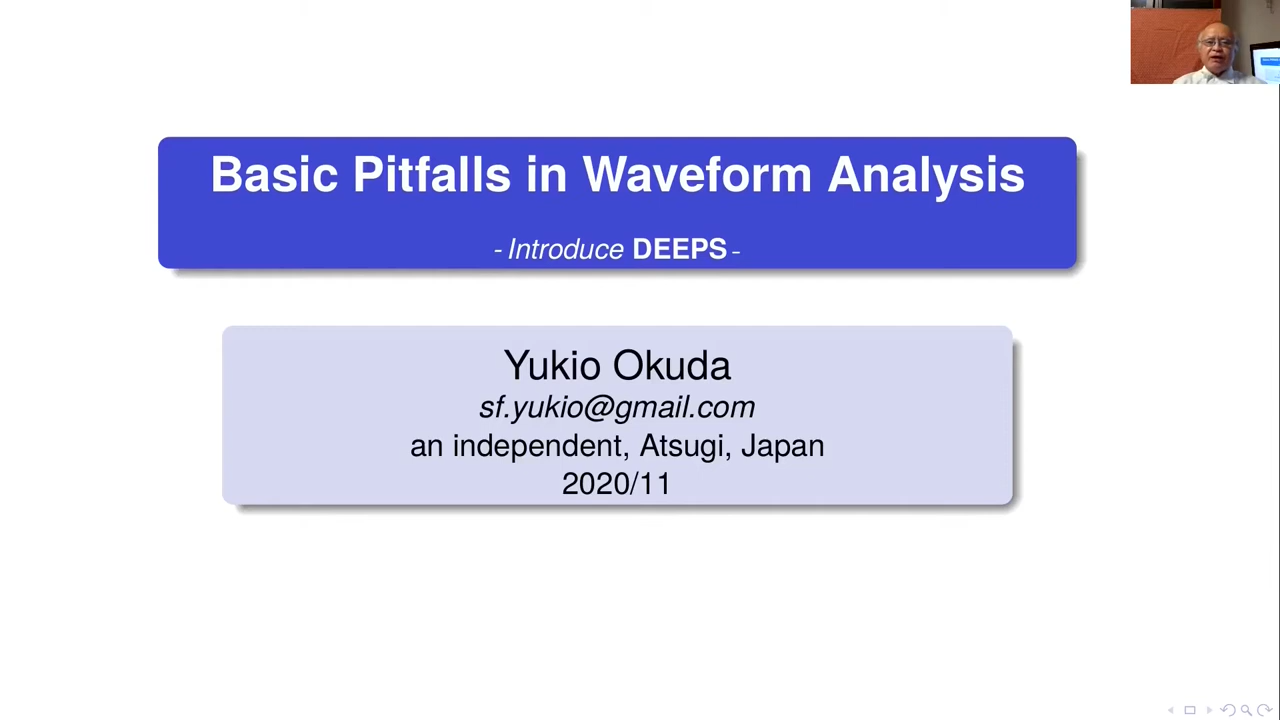 Basic Pitfalls in Waveform Analysis
- Introduce DEEPS -
Yukio Okuda
sf.yukio@gmail.com
an independent, Atsugi, Japan
2020/11